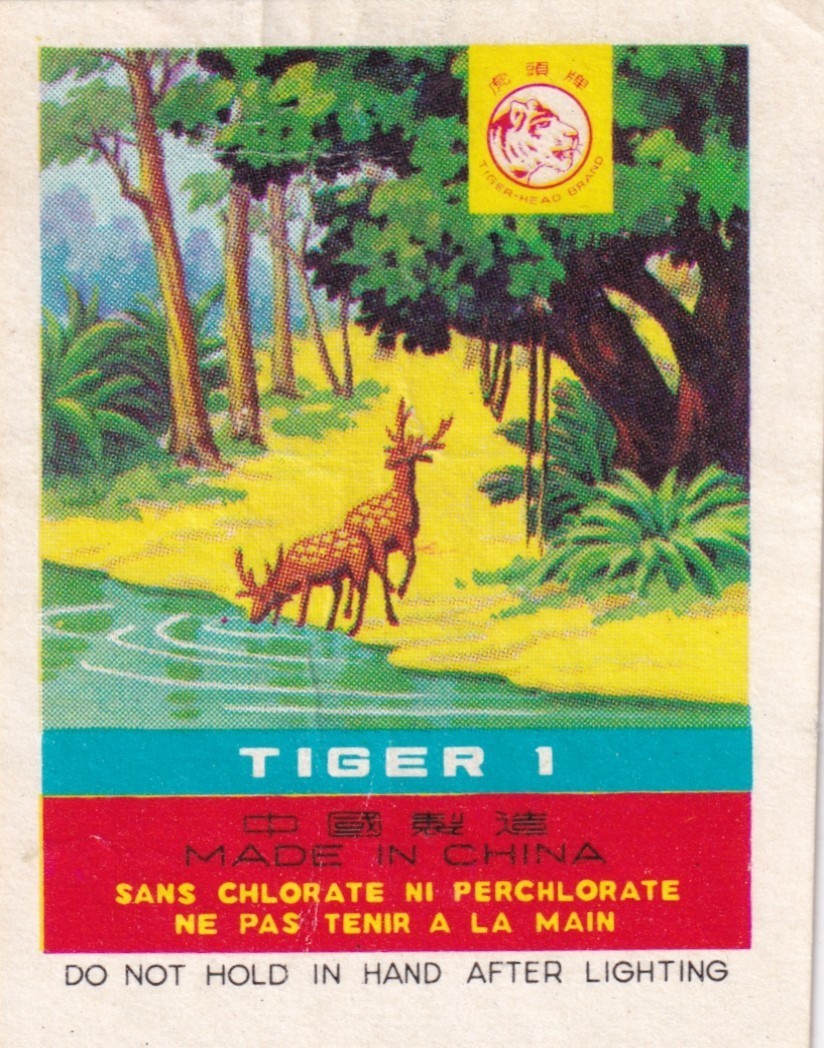 虎頭牌
TIGER-HEAD BRAND
TIGER 1
中國製造
MADE IN CHINA
SANS CHLORATE NI PERCHLORATE
NE PAS TENIR A LA MAIN
DO NOT HOLD IN HAND AFTER LIGHTING